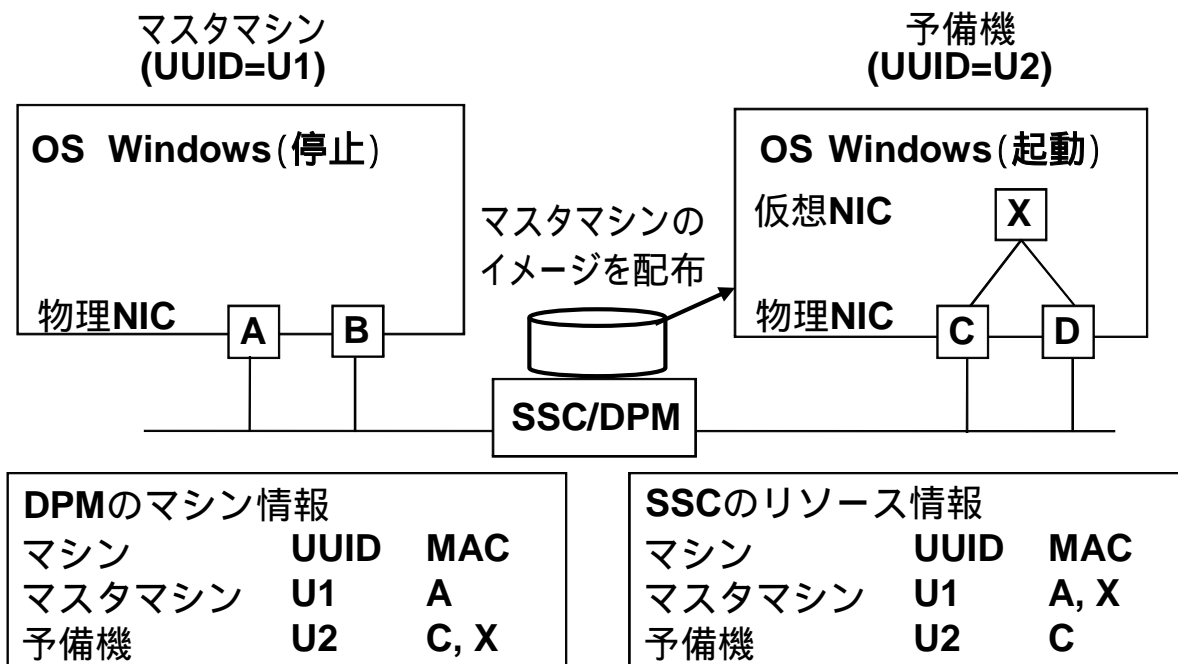 マスタマシン
(UUID=U1)
予備機
(UUID=U2)
OS Windows(停止)
物理NIC
A
B
マスタマシンの
イメージを配布
SSC/DPM
OS Windows(起動)
仮想NIC
X
物理NIC
C
D
DPMのマシン情報
マシン UUID MAC
マスタマシン U1 A
予備機 U2 C, X
SSCのリソース情報
マシン UUID MAC
マスタマシン U1 A, X
予備機 U2 C